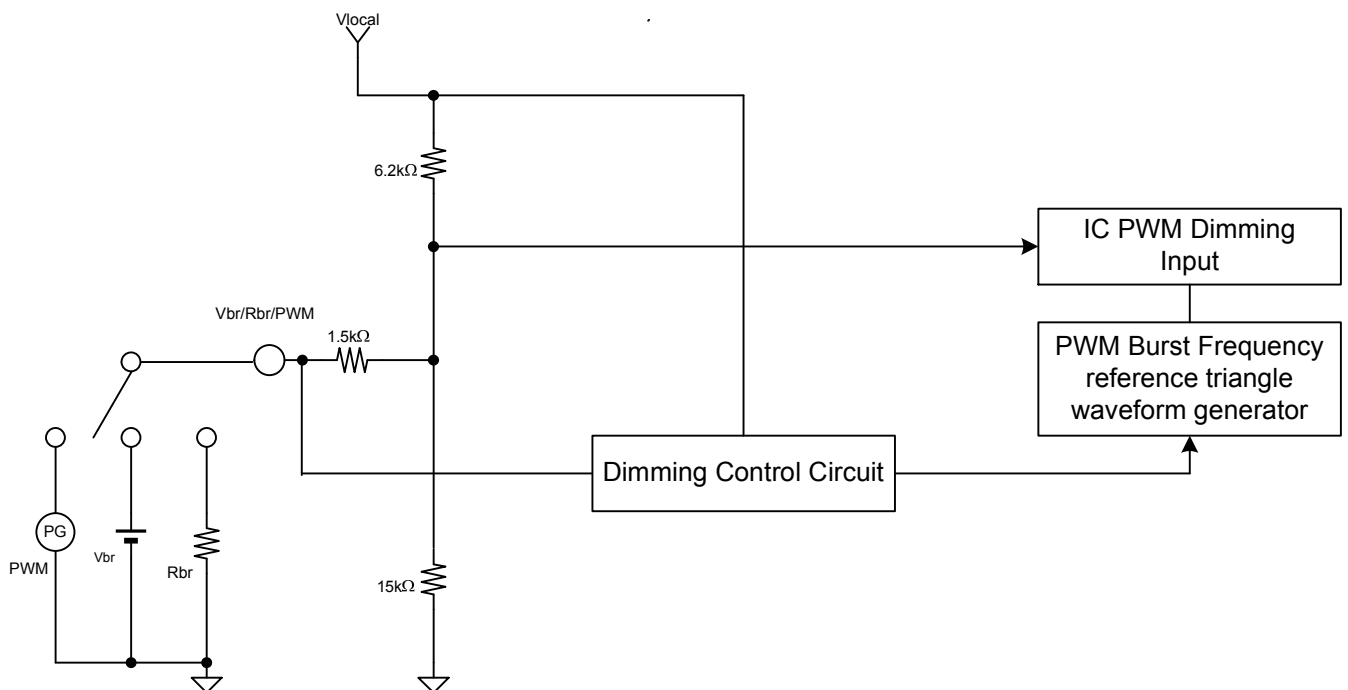 Vlocal
6.2kΩ
IC PWM Dimming
Input
Vbr/Rbr/PWM
1.5kΩ
PWM Burst Frequency
reference triangle
waveform generator
Dimming Control Circuit
PG
PWM
Vbr
Rbr
15kΩ